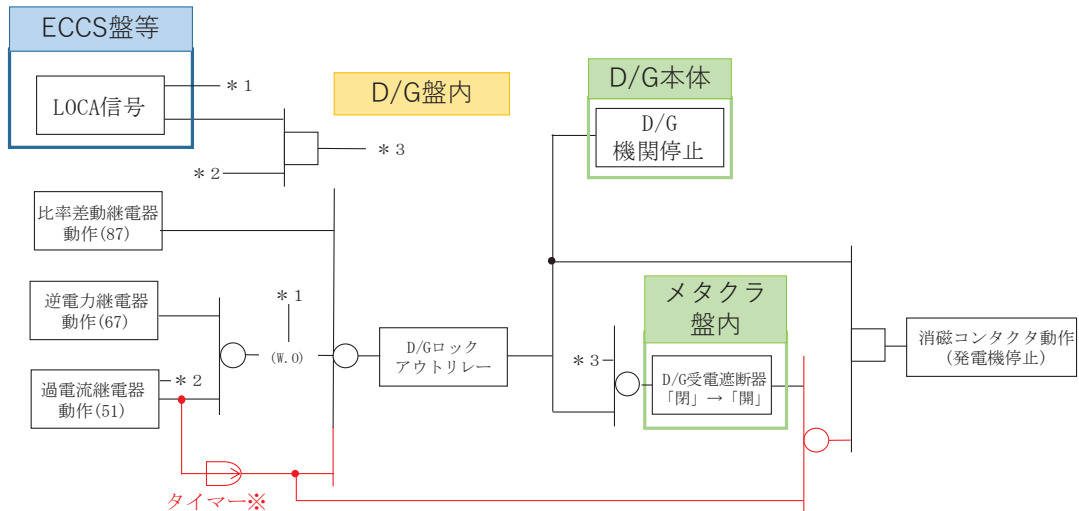 ECCS盤等
LOCA信号
*1
*2
*3
D/G盤内
D/G本体
D/G
機関停止
比率差動継電器
動作(87)
逆電力継電器
動作(67)
過電流継電器
動作(51)
*2
*1
(W.O)
D/Gロック
アウトリレー
*3
メタクラ
盤内
D/G受電遮断器
「閉」→「開」
消磁コンタクタ動作
(発電機停止)
タイマー※